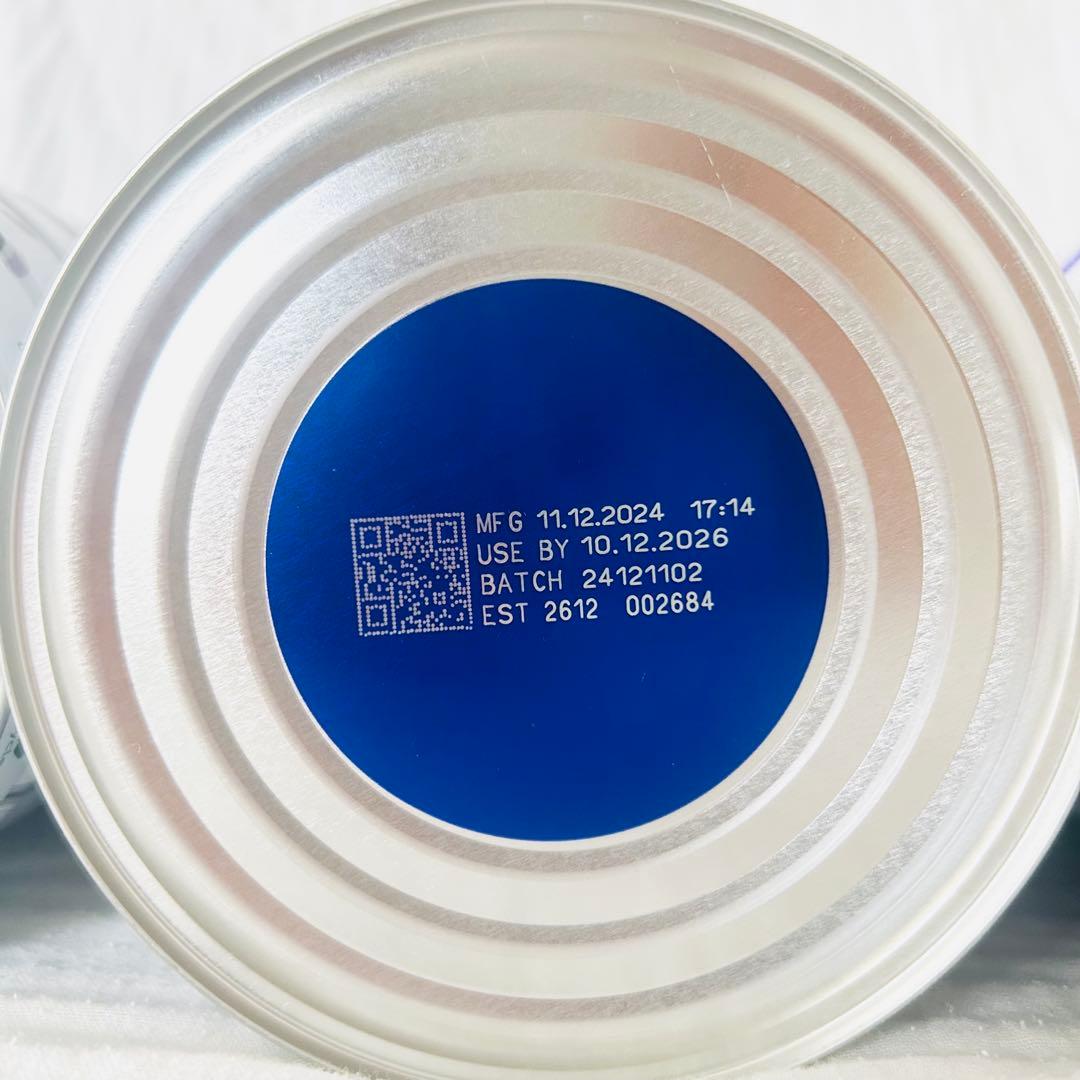 MFG 11.12.2024 17:14
USE BY 10.12.2026
BATCH 24121102
EST 2612 002684